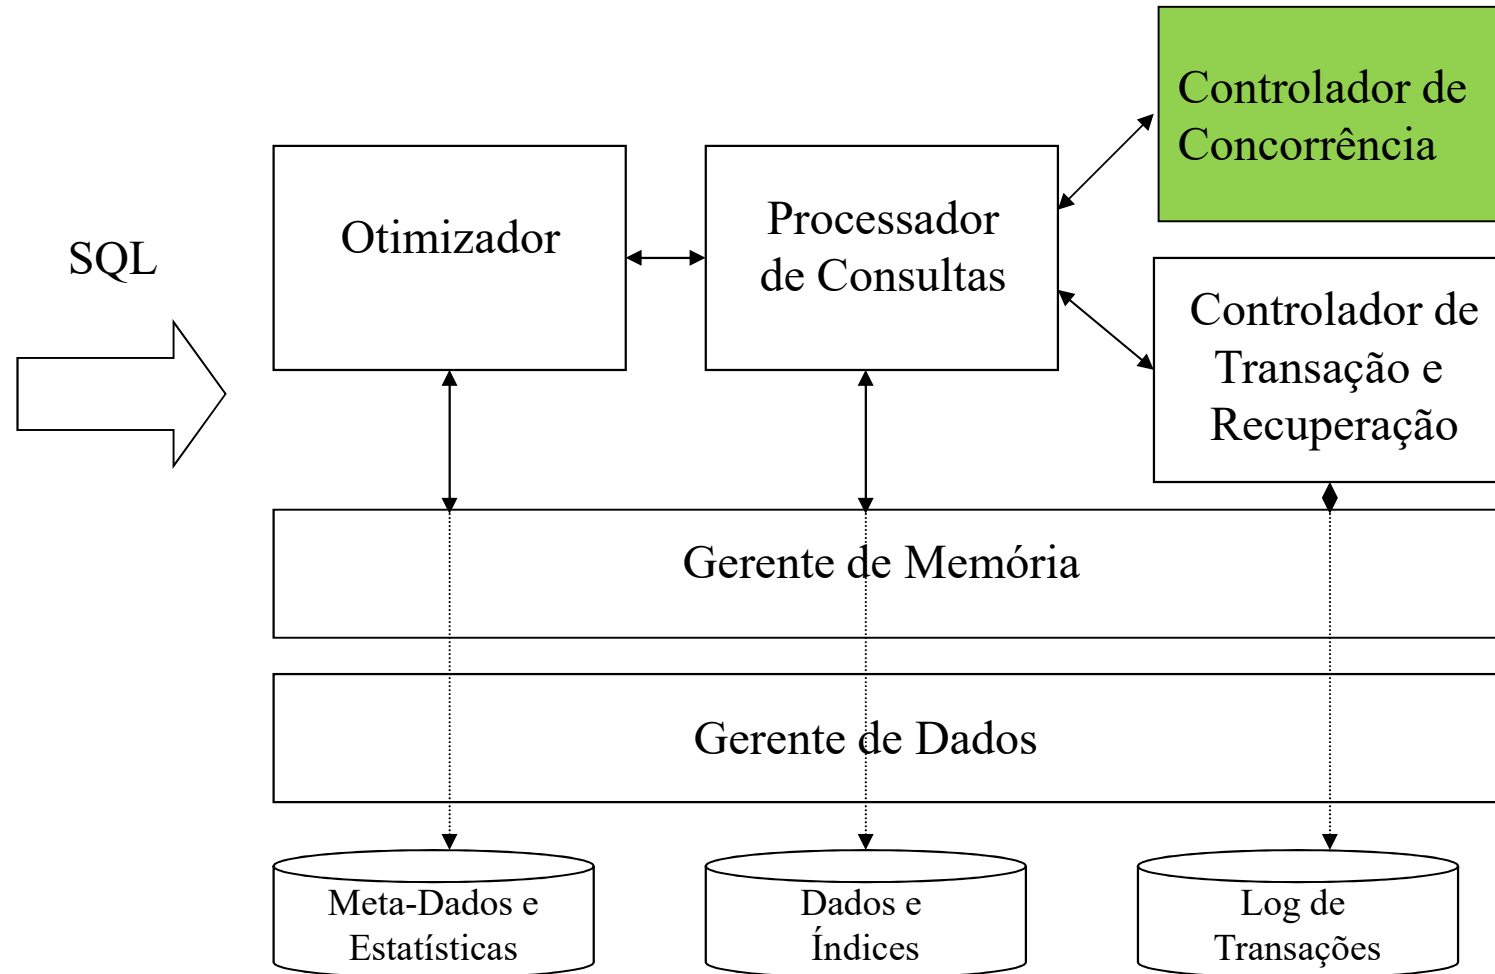 SQL
Otimizador
Processador
de Consultas
Controlador de
Concorrência
Controlador de
Transação e
Recuperação
Gerente de Memória
Gerente de Dados
Meta-Dados e
Estatísticas
Dados e
Índices
Log de
Transações